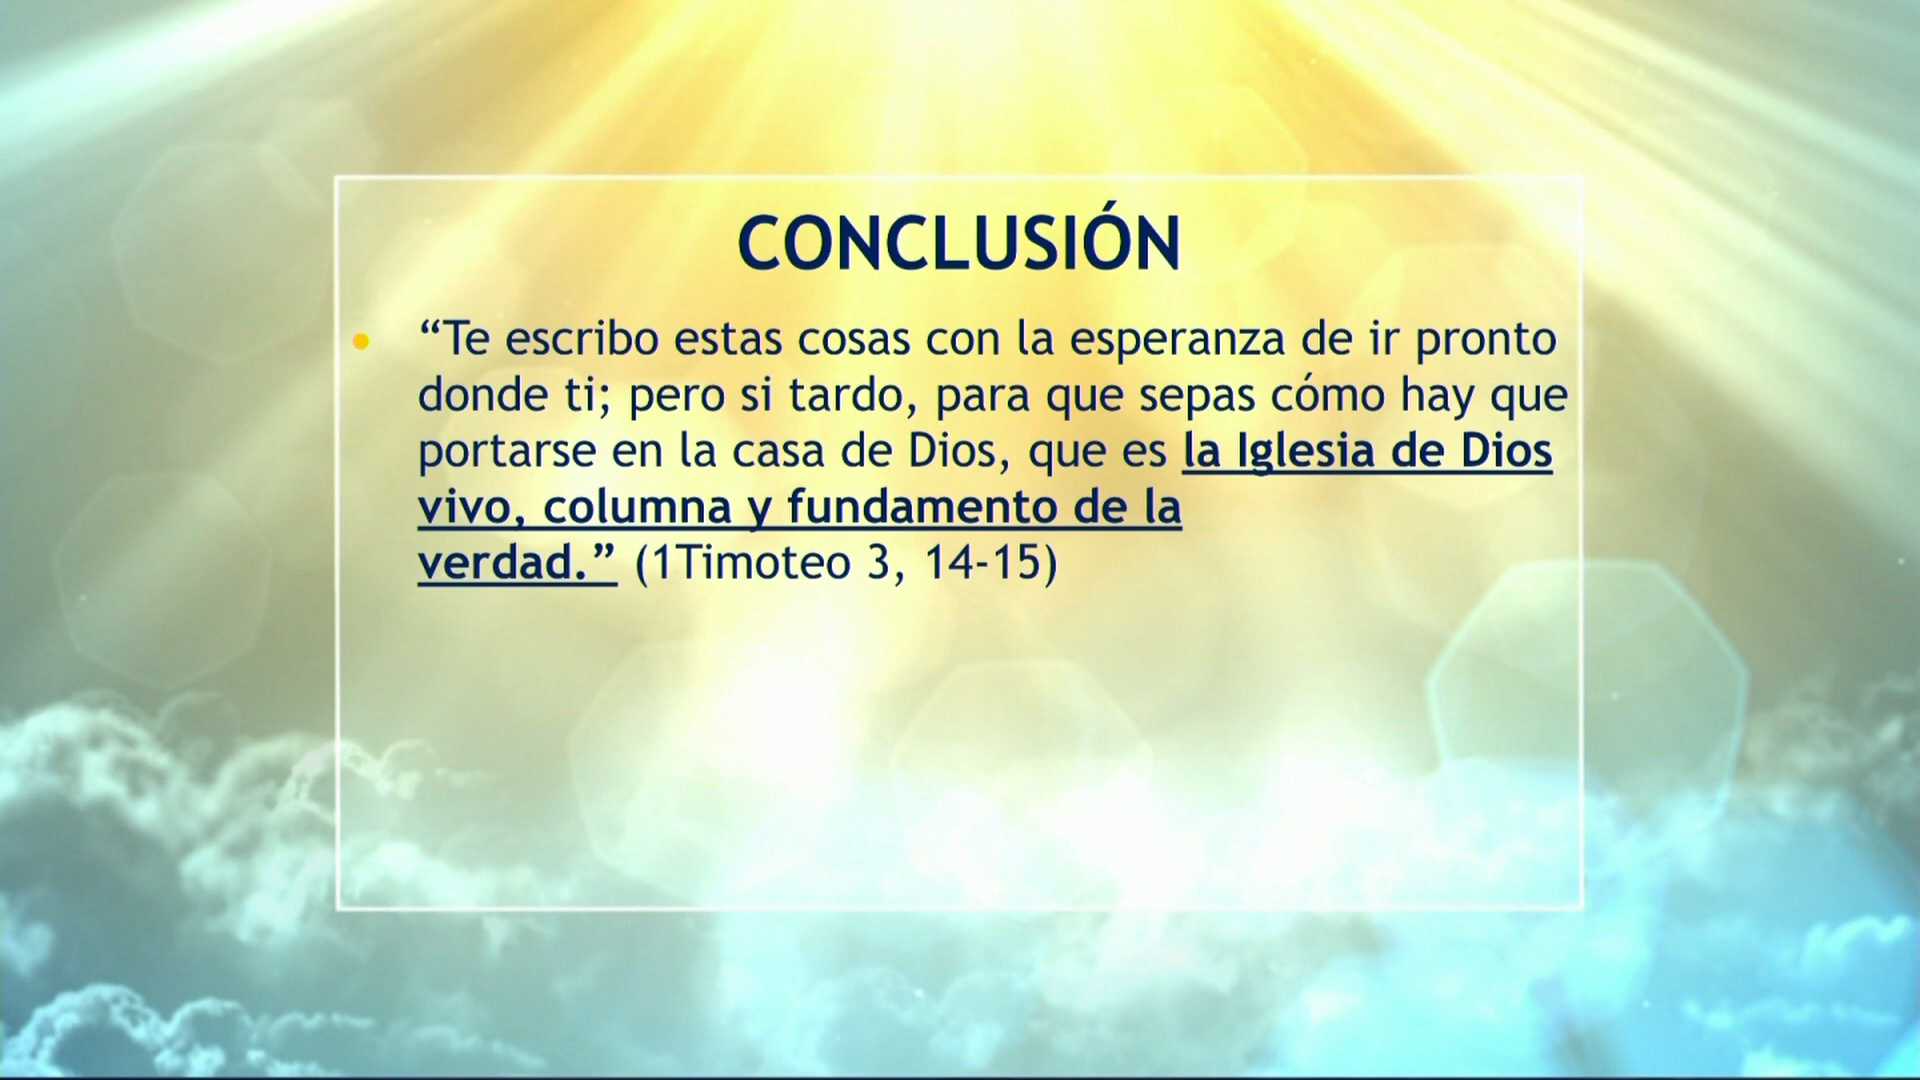 CONCLUSIÓN
• “Te escribo estas cosas con la esperanza de ir pronto
donde ti; pero si tardo, para que sepas cómo hay que
portarse en la casa de Dios, que es la Iglesia de Dios
vivo, columna y fundamento de la
verdad.” (1Timoteo 3, 14-15)